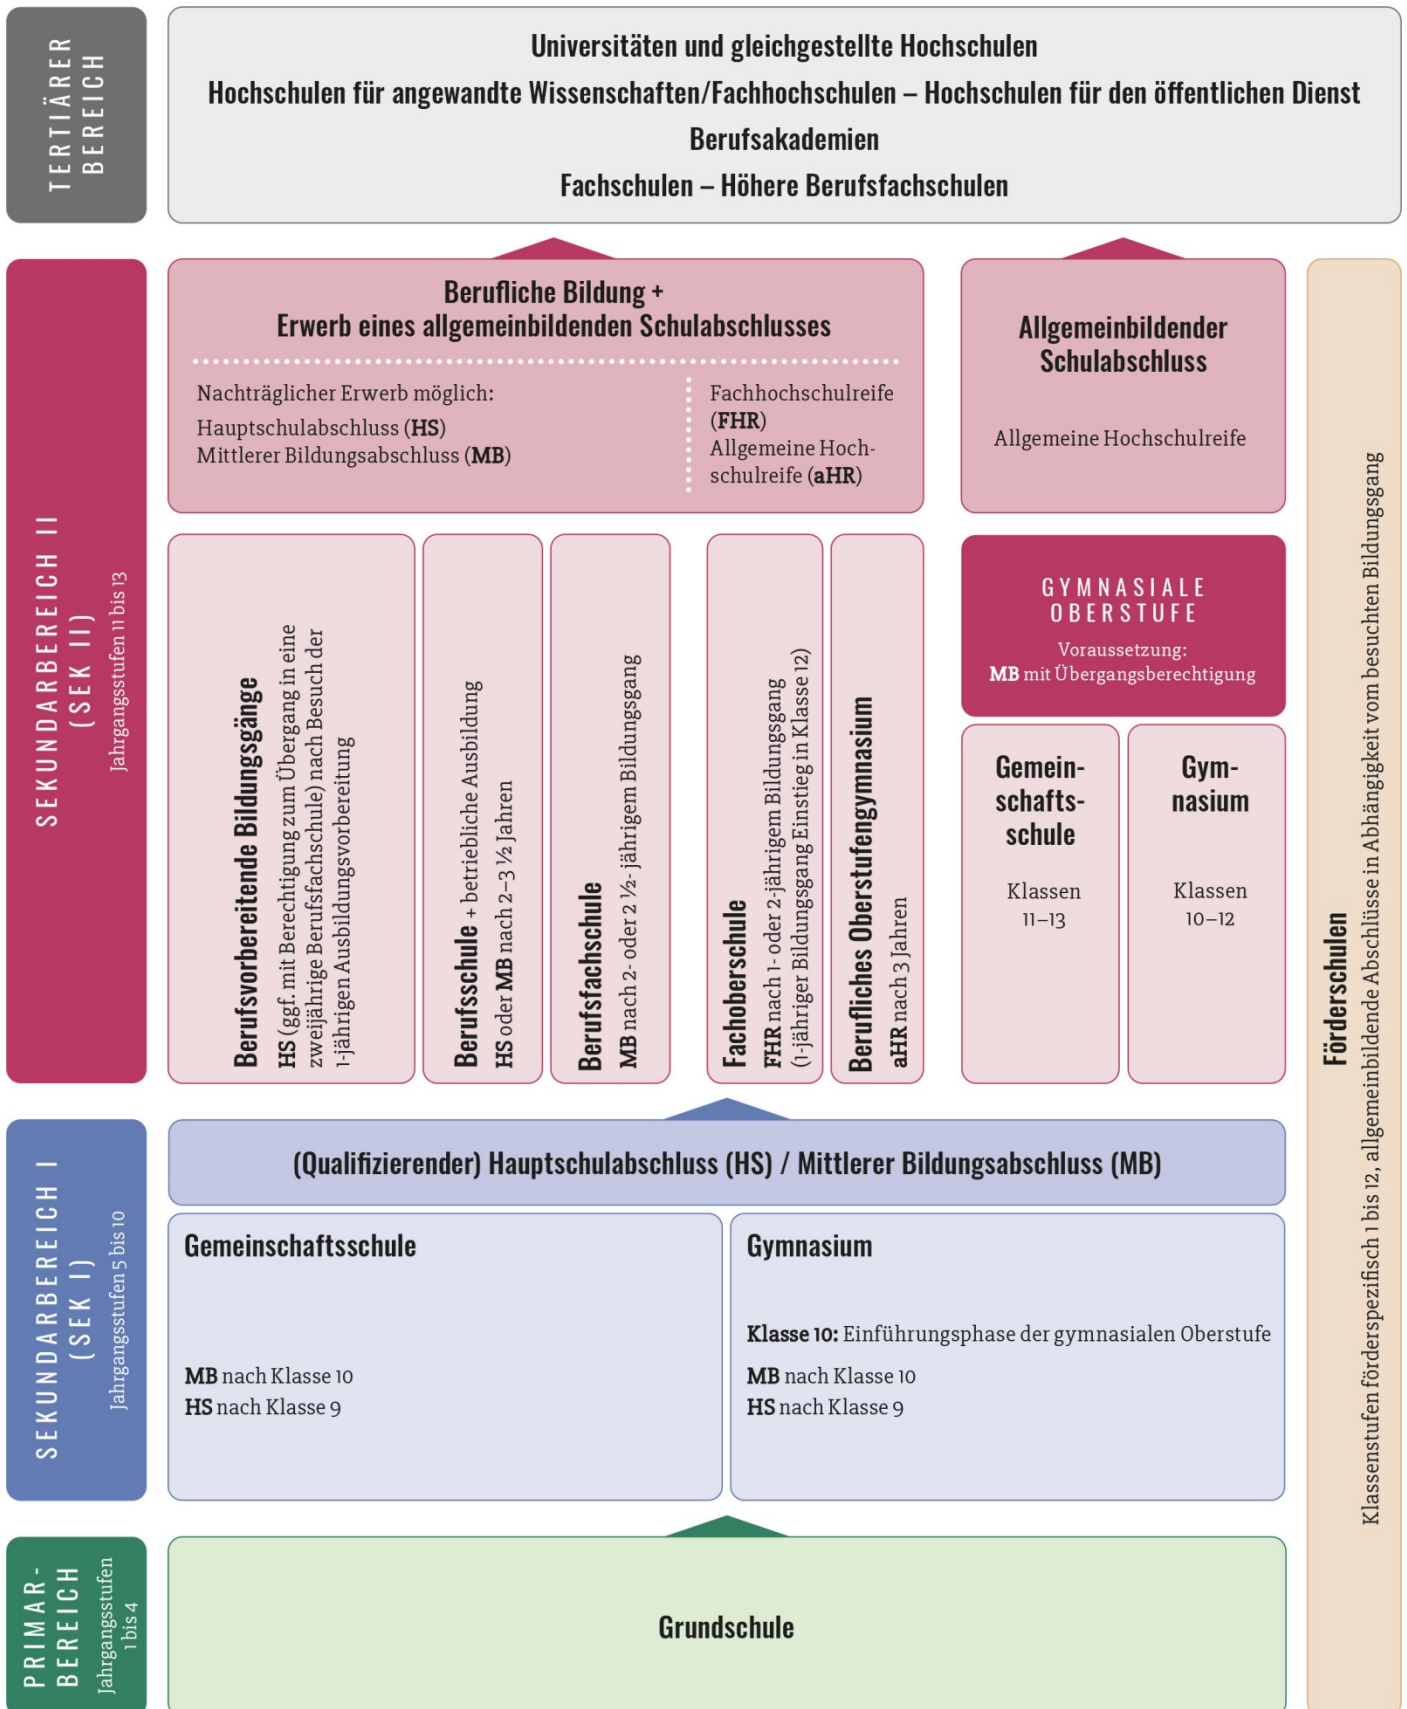 TERTIÄRER
BEREICH
Universitäten und gleichgestellte Hochschulen
Hochschulen für angewandte Wissenschaften/Fachhochschulen – Hochschulen für den öffentlichen Dienst
Berufsakademien
Fachschulen – Höhere Berufsfachschulen
SEKUNDARBEREICH II
(SEK II)
Jahrgangsstufen 11 bis 13
Berufliche Bildung +
Erwerb eines allgemeinbildenden Schulabschlusses
Nachträglicher Erwerb möglich:
Hauptschulabschluss (HS)
Mittlerer Bildungsabschluss (MB)
Fachhochschulreife
(FHR)
Allgemeine Hoch-
schulreife (aHR)
Allgemeinbildender
Schulabschluss
Allgemeine Hochschulreife
Berufsvorbereitende Bildungsgänge
HS (ggf. mit Berechtigung zum Übergang in eine
zweijährige Berufsfachschule) nach Besuch der
1-jährigen Ausbildungsvorbereitung
Berufsschule + betriebliche Ausbildung
HS oder MB nach 2–3 ½ Jahren
Berufsfachschule
MB nach 2- oder 2 ½- jährigem Bildungsgang
Fachoberschule
FHR nach 1- oder 2-jährigem Bildungsgang
(1-jähriger Bildungsgang Einstieg in Klasse 12)
Berufliches Oberstufengymnasium
aHR nach 3 Jahren
GYMNASIALE
OBERSTUFE
Voraussetzung:
MB mit Übergangsberechtigung
Gemein-
schafts-
schule
Klassen
11–13
Gym-
nasium
Klassen
10–12
Förderschulen
Klassenstufen förderspezifisch 1 bis 12, allgemeinbildende Abschlüsse in Abhängigkeit vom besuchten Bildungsgang
SEKUNDARBEREICH I
(SEK I)
Jahrgangsstufen 5 bis 10
(Qualifizierender) Hauptschulabschluss (HS) / Mittlerer Bildungsabschluss (MB)
Gemeinschaftsschule
MB nach Klasse 10
HS nach Klasse 9
Gymnasium
Klasse 10: Einführungsphase der gymnasialen Oberstufe
MB nach Klasse 10
HS nach Klasse 9
PRIMAR-
BEREICH
Jahrgangsstufen
1 bis 4
Grundschule